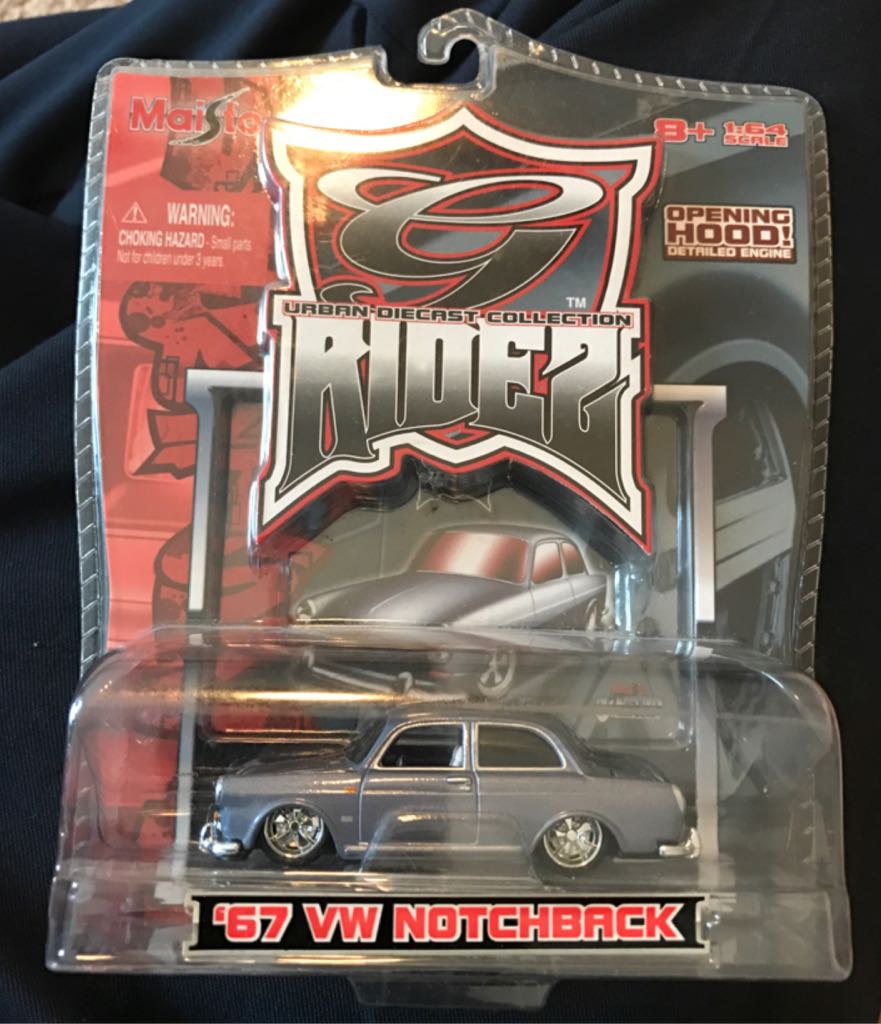 Maisto
8+ 1:64
SCALE
WARNING:
CHOKING HAZARD - Small parts
Not for children under 3 years.
OPENING
HOOD!
DETAILED ENGINE
G
TM
URBAN DIECAST COLLECTION
RIDEZ
'67 VW NOTCHBACK